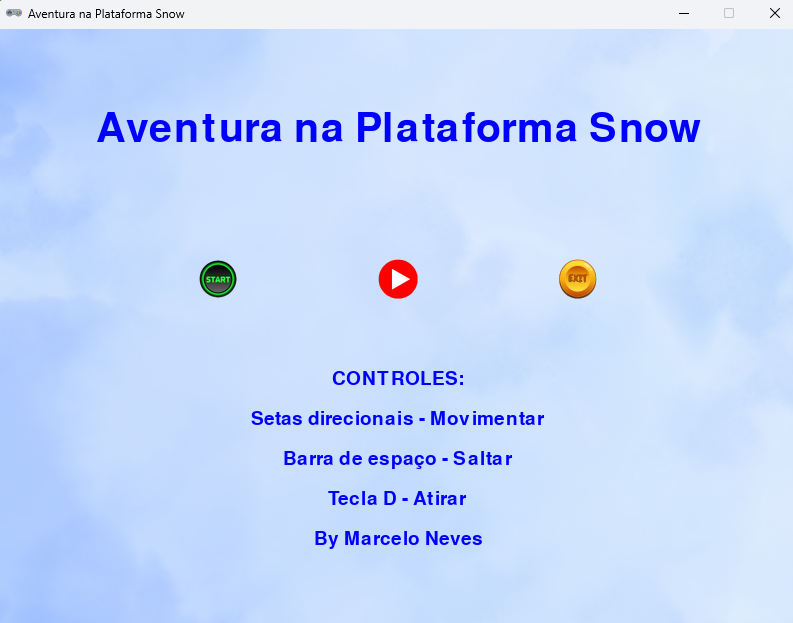 Aventura na Plataforma Snow
Aventura na Plataforma Snow
START
EXIT
CONTROLES:
Setas direcionais - Movimentar
Barra de espaço - Saltar
Tecla D - Atirar
By Marcelo Neves